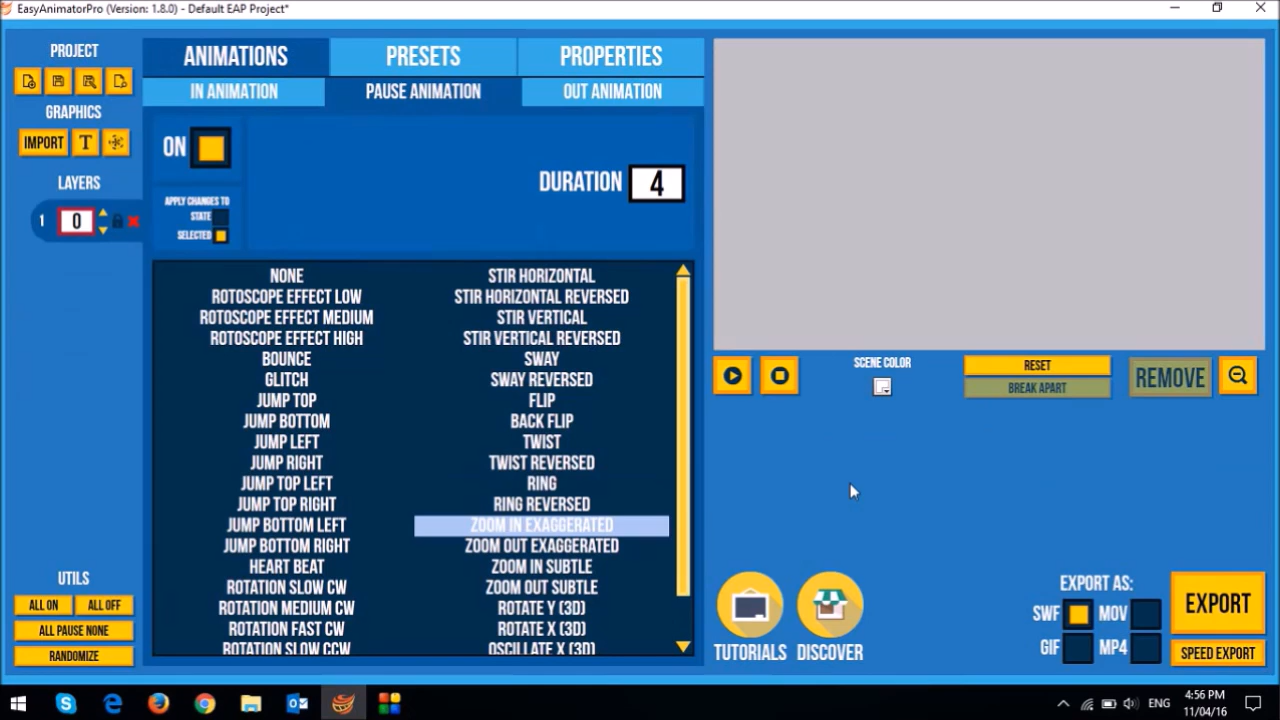 EasyAnimatorPro (Version: 1.8.0) - Default EAP Project*
PROJECT
GRAPHICS
IMPORT T
LAYERS
1 0
UTILS
ALL ON ALL OFF
ALL PAUSE NONE
RANDOMIZE
ANIMATIONS PRESETS PROPERTIES
IN ANIMATION PAUSE ANIMATION OUT ANIMATION
ON
DURATION 4
APPLY CHANGES TO
STATE
SELECTED
NONE STIR HORIZONTAL
ROTOSCOPE EFFECT LOW STIR HORIZONTAL REVERSED
ROTOSCOPE EFFECT MEDIUM STIR VERTICAL
ROTOSCOPE EFFECT HIGH STIR VERTICAL REVERSED
BOUNCE SWAY
GLITCH SWAY REVERSED
JUMP TOP FLIP
JUMP BOTTOM BACK FLIP
JUMP LEFT TWIST
JUMP RIGHT TWIST REVERSED
JUMP TOP LEFT RING
JUMP TOP RIGHT RING REVERSED
JUMP BOTTOM LEFT ZOOM IN EXAGGERATED
JUMP BOTTOM RIGHT ZOOM OUT EXAGGERATED
HEART BEAT ZOOM IN SUBTLE
ROTATION SLOW CW ZOOM OUT SUBTLE
ROTATION MEDIUM CW ROTATE Y (3D)
ROTATION FAST CW ROTATE X (3D)
ROTATION SLOW CCW OSCILLATE X (3D)
SCENE COLOR
RESET
BREAK APART
REMOVE
TUTORIALS DISCOVER
EXPORT AS:
SWF MOV
GIF MP4
EXPORT
SPEED EXPORT
ENG
4:56 PM
11/04/16